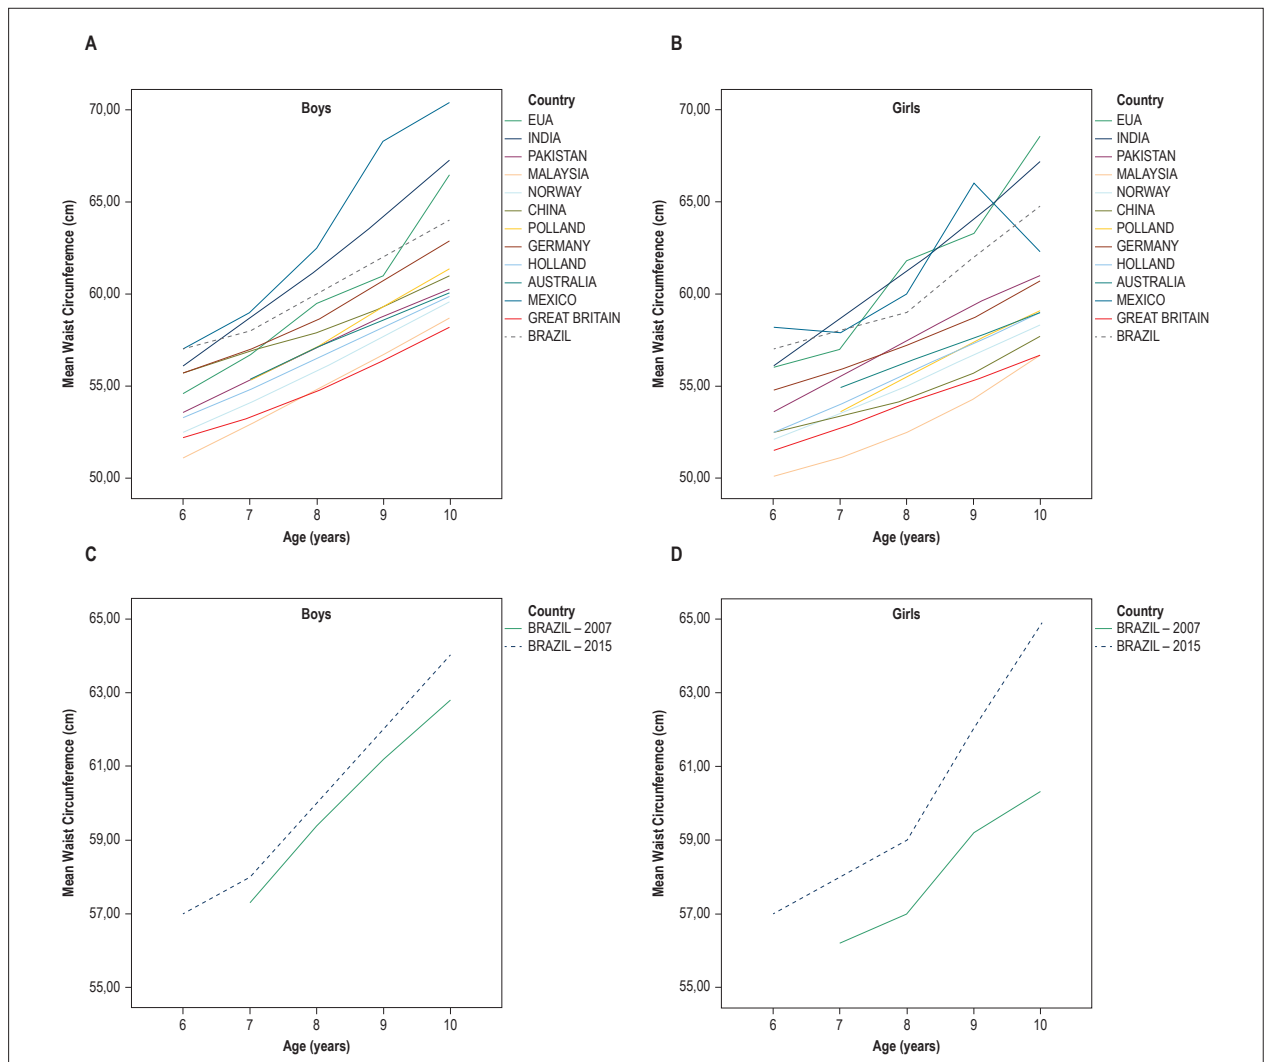 A
Boys
Mean Waist Circunferemce (cm)
70,00
65,00
60,00
55,00
50,00
6 7 8 9 10
Age (years)
Country
EUA
INDIA
PAKISTAN
MALAYSIA
NORWAY
CHINA
POLLAND
GERMANY
HOLLAND
AUSTRALIA
MEXICO
GREAT BRITAIN
BRAZIL
B
Girls
Mean Waist Circunferemce (cm)
70,00
65,00
60,00
55,00
50,00
6 7 8 9 10
Age (years)
Country
EUA
INDIA
PAKISTAN
MALAYSIA
NORWAY
CHINA
POLLAND
GERMANY
HOLLAND
AUSTRALIA
MEXICO
GREAT BRITAIN
BRAZIL
C
Boys
Mean Waist Circunferemce (cm)
65,00
63,00
61,00
59,00
57,00
55,00
6 7 8 9 10
Age (years)
Country
BRAZIL – 2007
BRAZIL – 2015
D
Girls
Mean Waist Circunferemce (cm)
65,00
63,00
61,00
59,00
57,00
55,00
6 7 8 9 10
Age (years)
Country
BRAZIL – 2007
BRAZIL – 2015